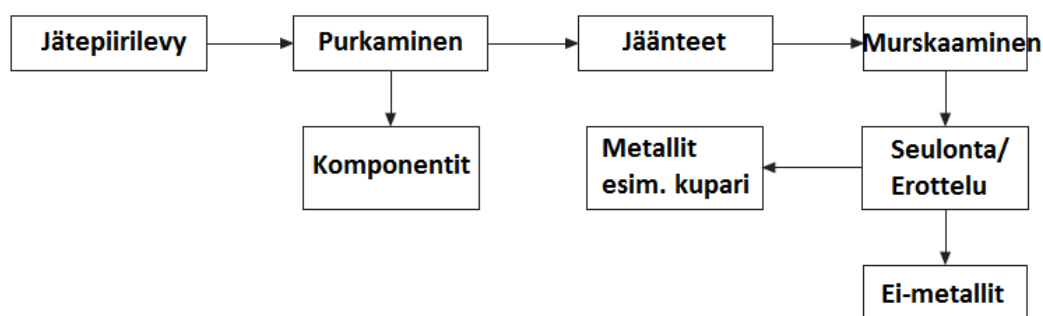 Jätepiirilevy
Purkaminen
Jäänteet
Murskaaminen
Komponentit
Metallit
esim. kupari
Seulonta/
Erottelu
Ei-metallit